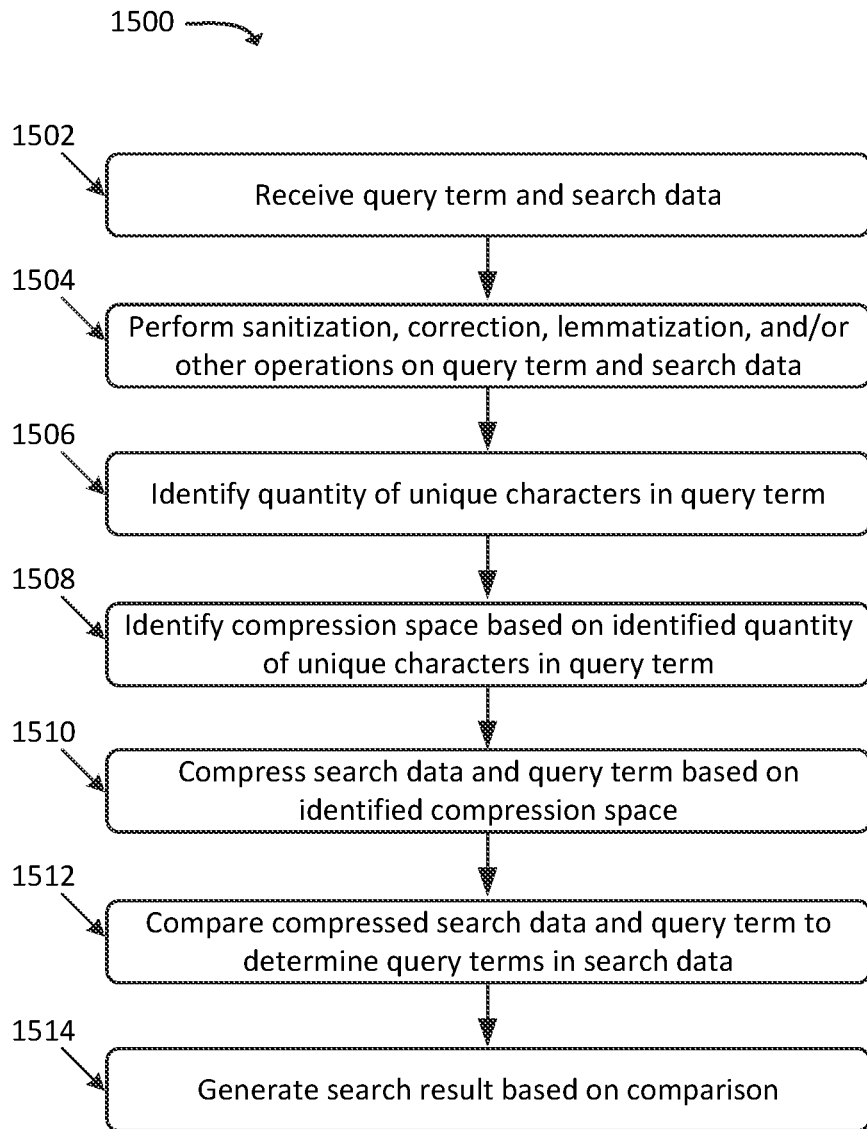 1500
1502
Receive query term and search data
1504
Perform sanitization, correction, lemmatization, and/or
other operations on query term and search data
1506
Identify quantity of unique characters in query term
1508
Identify compression space based on identified quantity
of unique characters in query term
1510
Compress search data and query term based on
identified compression space
1512
Compare compressed search data and query term to
determine query terms in search data
1514
Generate search result based on comparison